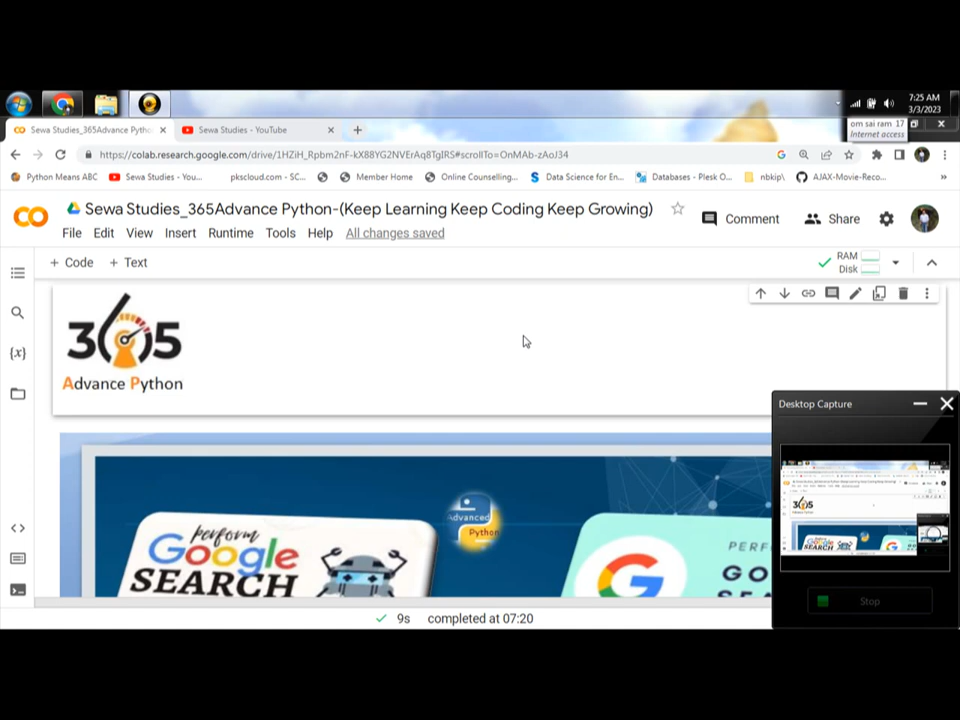 7:25 AM
3/3/2023
Sewa Studies_365Advance Pytho
Sewa Studies - YouTube
om sai ram 17
Internet access
https://colab.research.google.com/drive/1HZiH_Rpbm2nF-kX88YG2NVErAq8TgIRS#scrollTo=OnMAb-zAoJ34
Python Means ABC
Sewa Studies - You...
pkscloud.com - SC...
Member Home
Online Counselling...
Data Science for En...
Databases - Plesk O...
nbkip\
AJAX-Movie-Reco...
»
Sewa Studies_365Advance Python-(Keep Learning Keep Coding Keep Growing)
Comment
Share
File Edit View Insert Runtime Tools Help All changes saved
+ Code + Text
RAM
Disk
{x}
365
Advance Python
Desktop Capture
Advanced
Python
perform
Google
SEARCH
G
PERF
GO
Stop
9s completed at 07:20